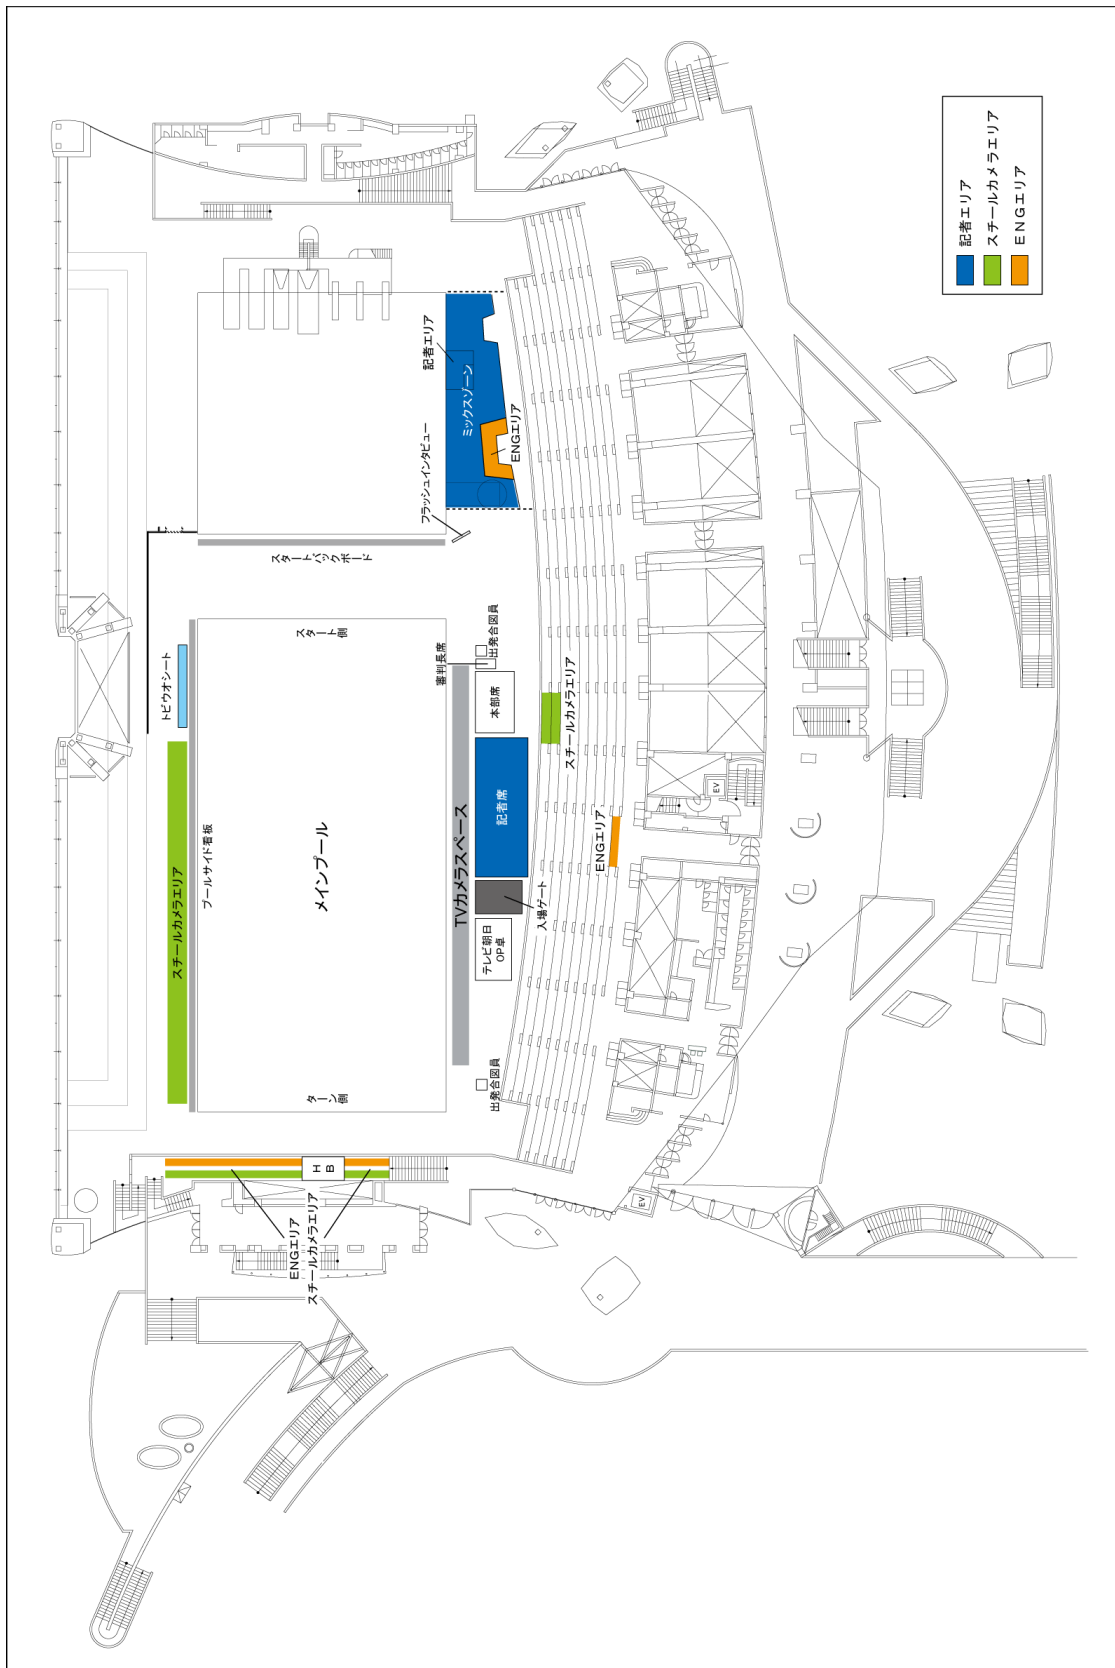 記者エリア
スチールカメラエリア
ENGエリア
記者エリア
ミックスゾーン
ENGエリア
フラッシュインタビュー
スタートバックボード
スタート側
トビウオシート
スチールカメラエリア
プールサイド看板
メインプール
TVカメラスペース
審判長席
出発合図員
本部席
記者席
入場ゲート
テレビ朝日
OP卓
スチールカメラエリア
ENGエリア
ターン側
出発合図員
HB
ENGエリア
スチールカメラエリア
EV
EV